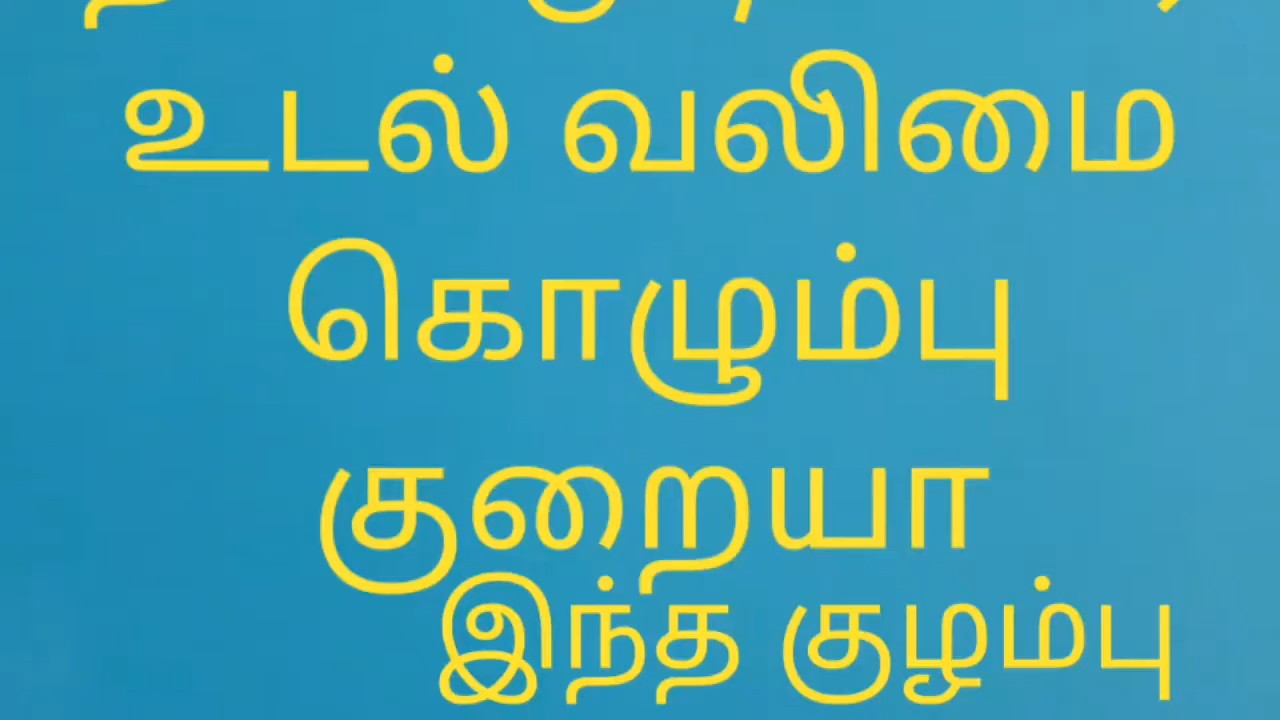 உடல் வலிமை
கொழும்பு
குறையா
இந்த குழம்பு